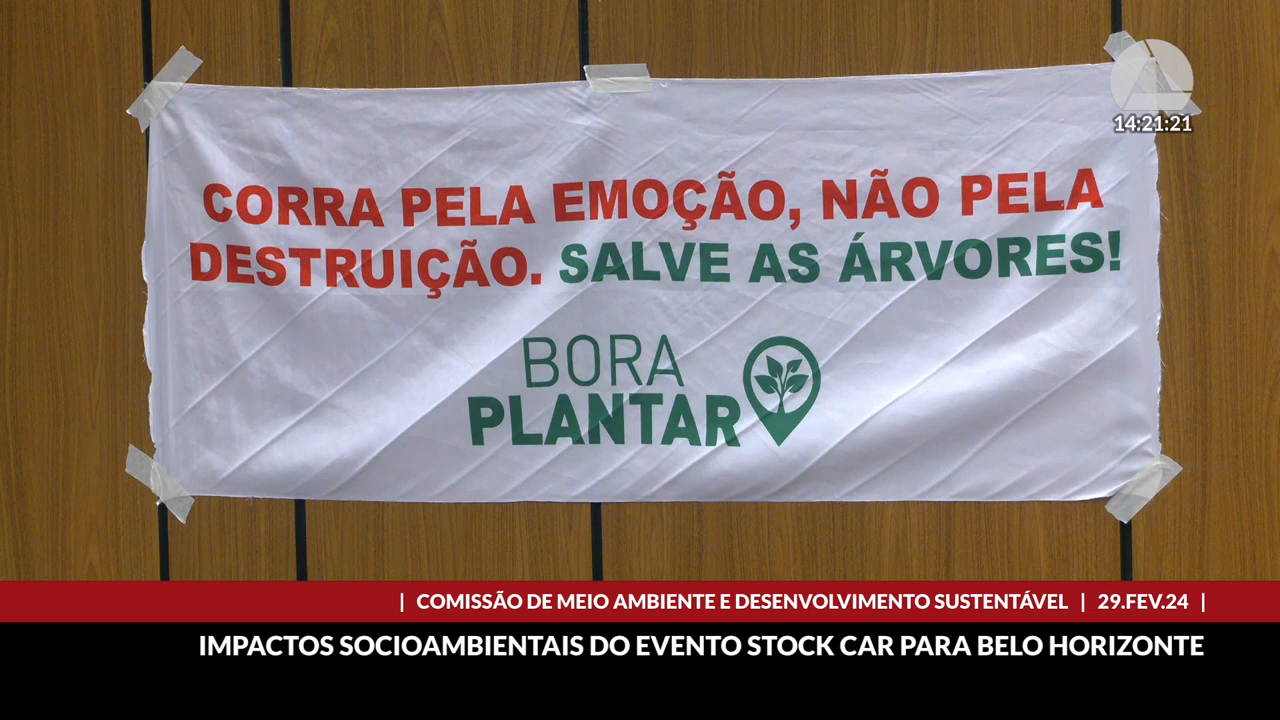 14:21:21
CORRA PELA EMOÇÃO, NÃO PELA
DESTRUIÇÃO. SALVE AS ÁRVORES!
BORA
PLANTAR
| COMISSÃO DE MEIO AMBIENTE E DESENVOLVIMENTO SUSTENTÁVEL | 29.FEV.24 |
IMPACTOS SOCIOAMBIENTAIS DO EVENTO STOCK CAR PARA BELO HORIZONTE